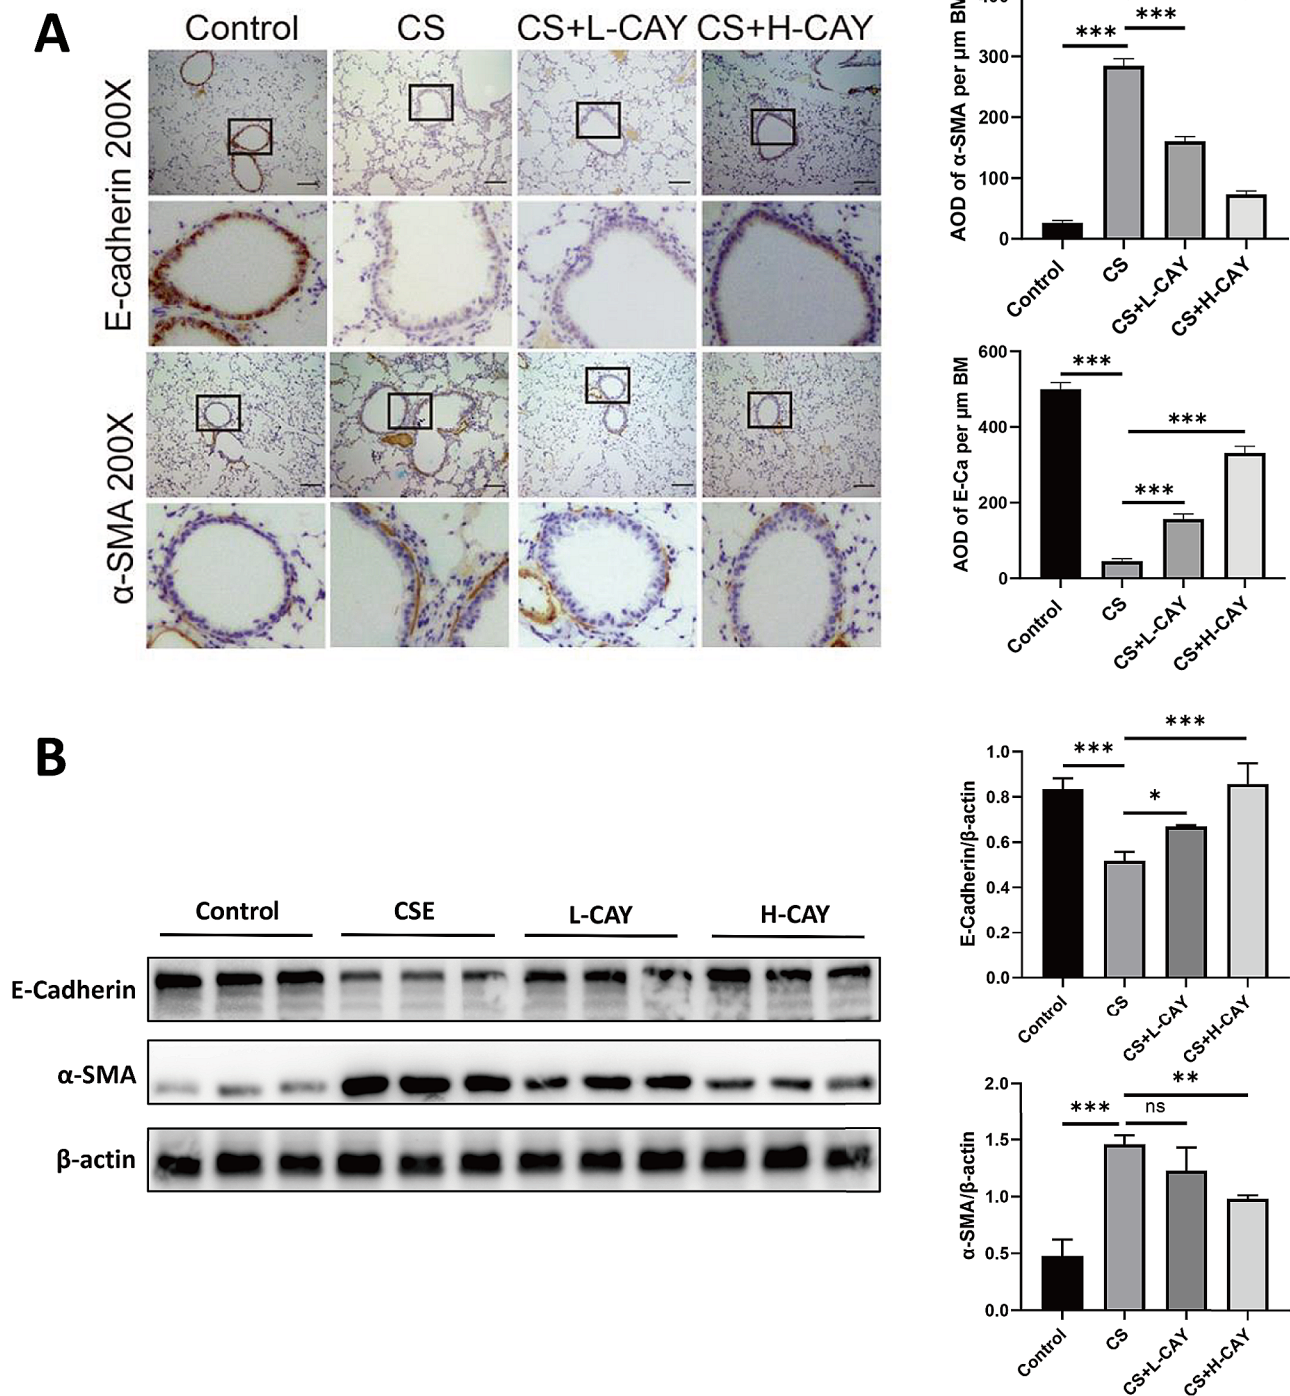 A
Control
CS
CS+L-CAY
CS+H-CAY
E-cadherin 200X
α-SMA 200X
AOD of α-SMA per μm BM
300
200
100
0
***
***
Control
CS
CS+L-CAY
CS+H-CAY
AOD of E-Ca per μm BM
600
400
200
0
***
***
***
Control
CS
CS+L-CAY
CS+H-CAY
B
Control
CSE
L-CAY
H-CAY
E-Cadherin
α-SMA
β-actin
E-Cadherin/β-actin
1.0
0.8
0.6
0.4
0.2
0.0
***
***
*
Control
CS
CS+L-CAY
CS+H-CAY
α-SMA/β-actin
2.0
1.5
1.0
0.5
0.0
**
***
ns
Control
CS
CS+L-CAY
CS+H-CAY